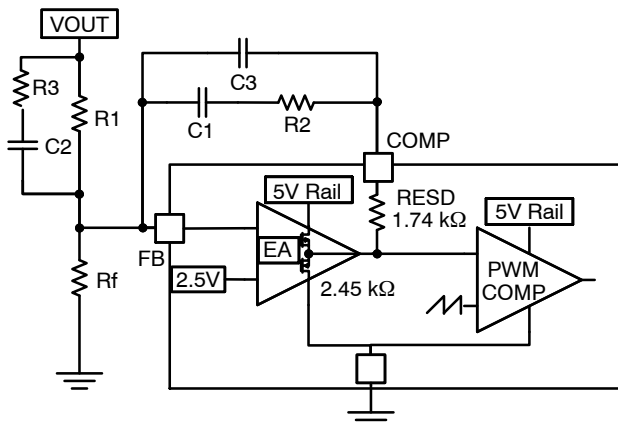 VOUT
R3
R1
C2
Rf
C3
C1
R2
COMP
FB
5V Rail
RESD
1.74 kΩ
5V Rail
EA
2.5V
2.45 kΩ
PWM
COMP